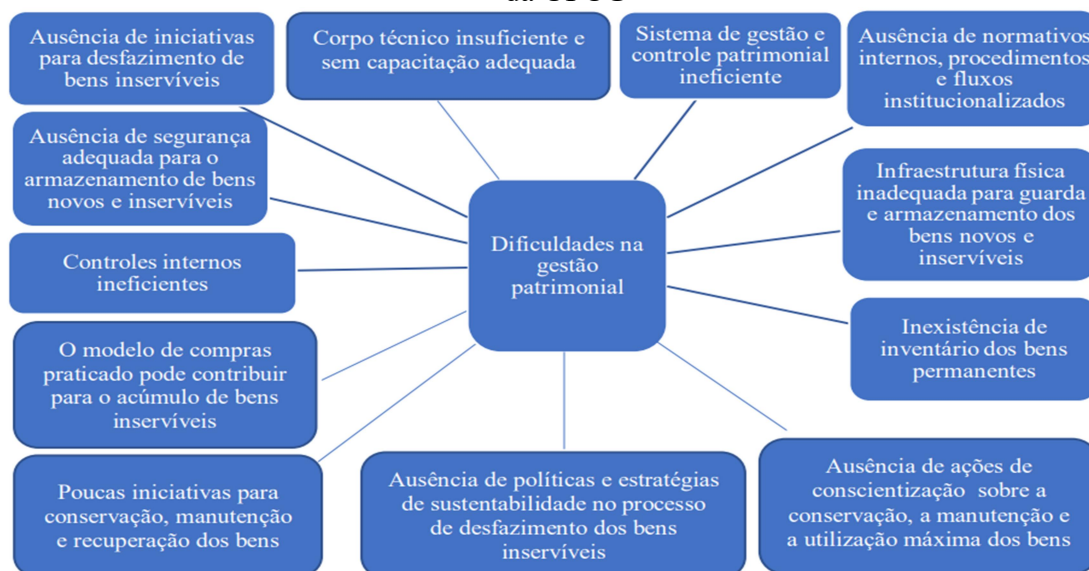 Ausência de iniciativas
para desfazimento de
bens inservíveis
Corpo técnico insuficiente e
sem capacitação adequada
Sistema de gestão e
controle patrimonial
ineficiente
Ausência de normativos
internos, procedimentos
e fluxos
institucionalizados
Ausência de segurança
adequada para o
armazenamento de bens
novos e inservíveis
Infraestrutura física
inadequada para guarda
e armazenamento dos
bens novos e
inservíveis
Dificuldades na
gestão
patrimonial
Controles internos
ineficientes
Inexistência de
inventário dos bens
permanentes
O modelo de compras
praticado pode contribuir
para o acúmulo de bens
inservíveis
Poucas iniciativas para
conservação, manutenção
e recuperação dos bens
Ausência de políticas e estratégias
de sustentabilidade no processo
de desfazimento dos bens
inservíveis
Ausência de ações de
conscientização sobre a
conservação, a manutenção e
a utilização máxima dos bens